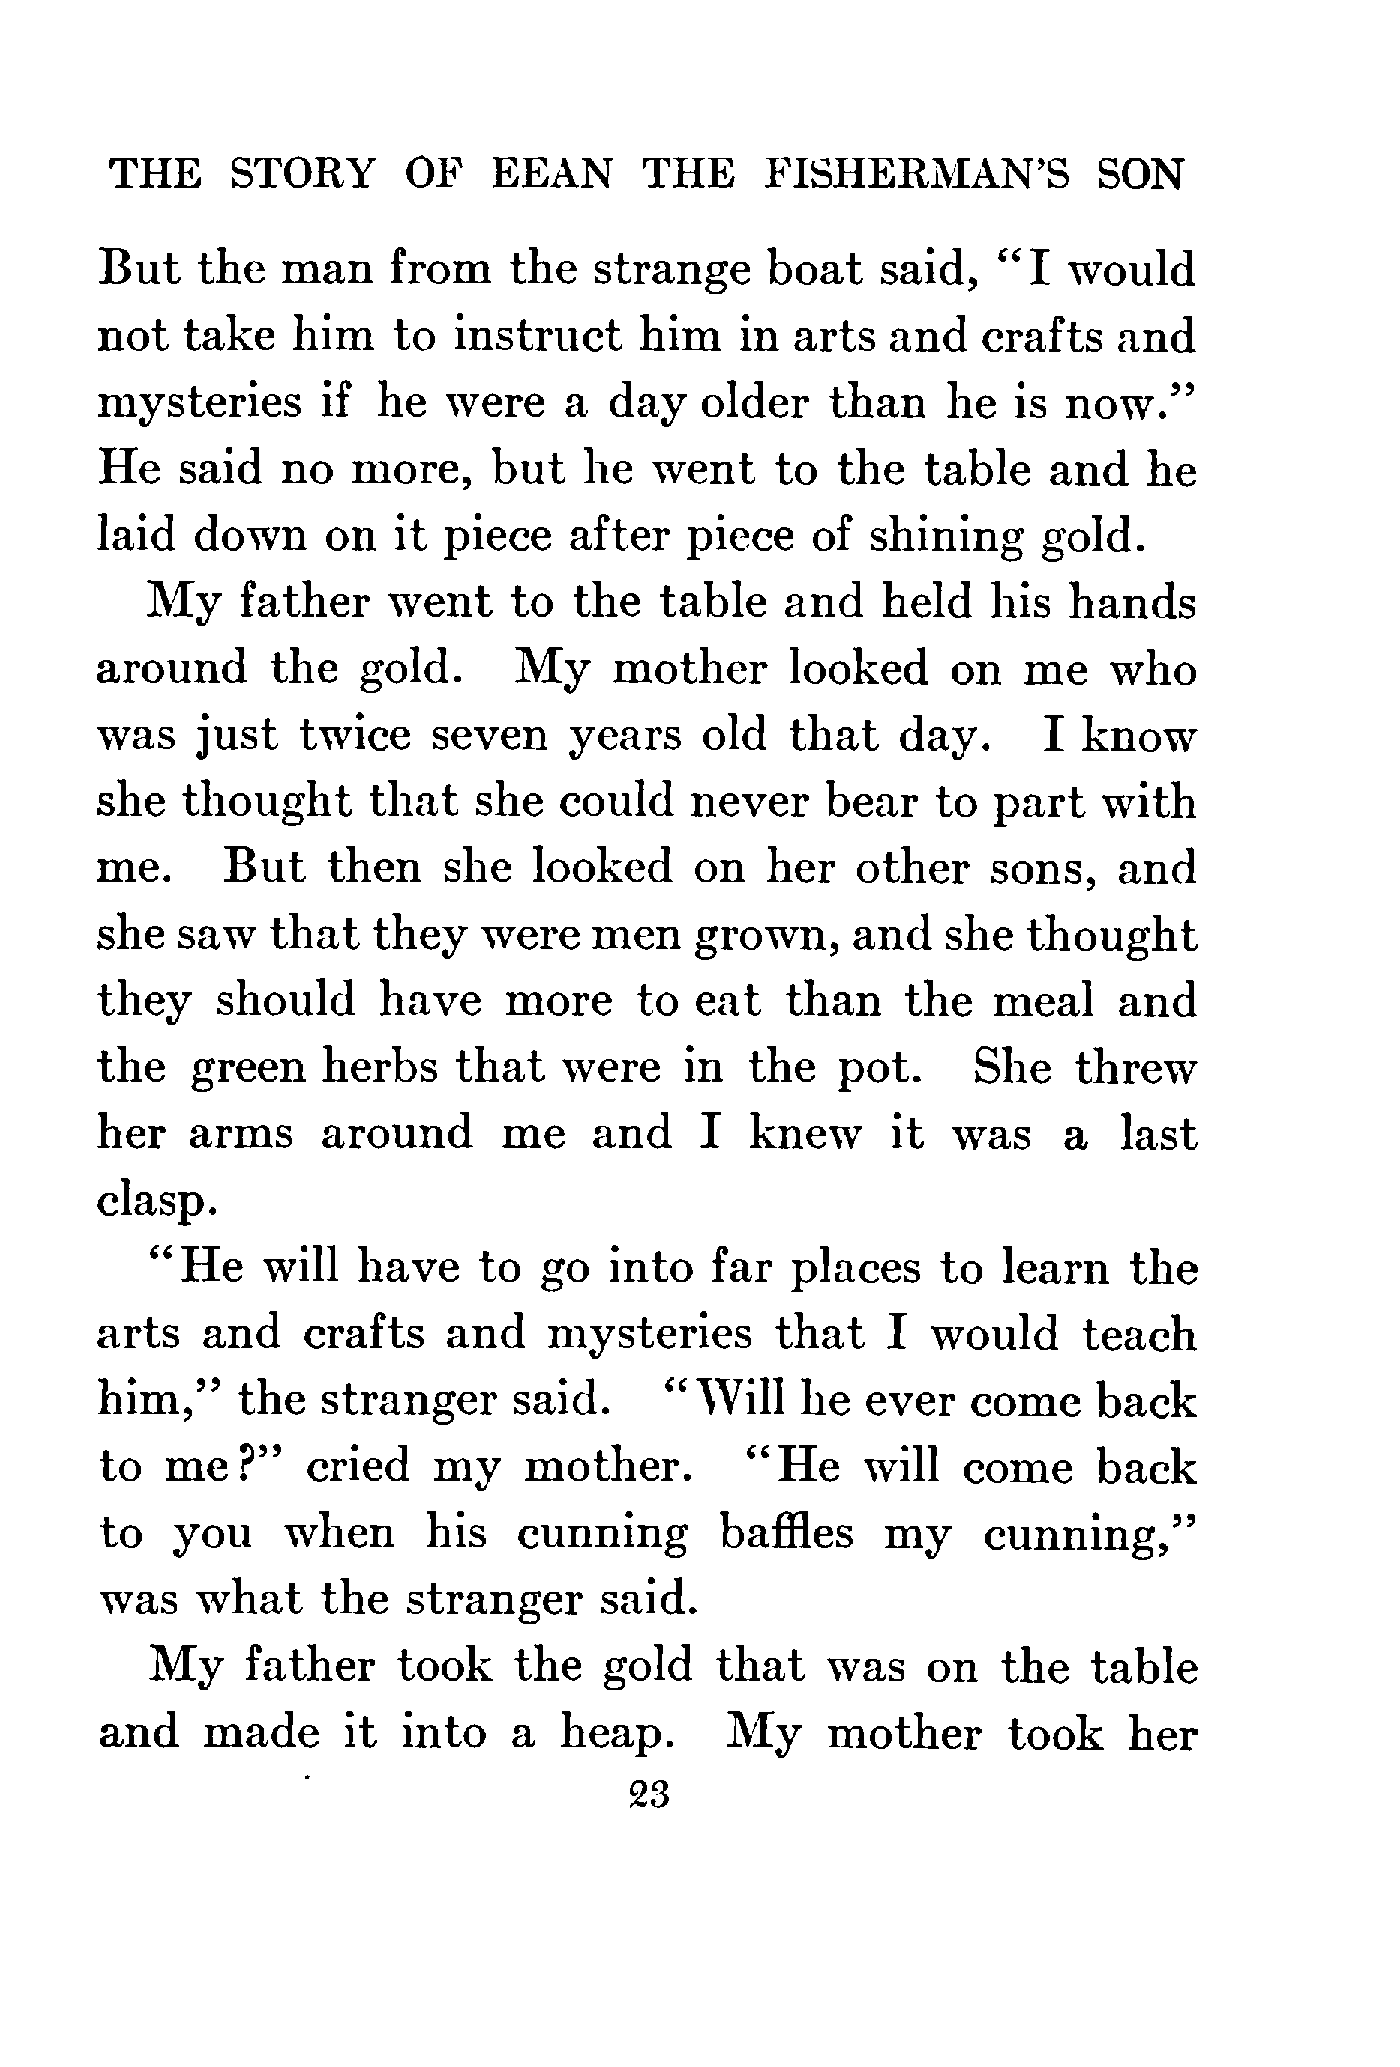 THE STORY OF EEAN THE FISHERMAN'S SON
But the man from the strange boat said, "I would
not take him to instruct him in arts and crafts and
mysteries if he were a day older than he is now."
He said no more, but he went to the table and he
laid down on it piece after piece of shining gold.
My father went to the table and held his hands
around the gold. My mother looked on me who
was just twice seven years old that day. I know
she thought that she could never bear to part with
me. But then she looked on her other sons, and
she saw that they were men grown, and she thought
they should have more to eat than the meal and
the green herbs that were in the pot. She threw
her arms around me and I knew it was a last
clasp.
"He will have to go into far places to learn the
arts and crafts and mysteries that I would teach
him," the stranger said. "Will he ever come back
to me?" cried my mother. "He will come back
to you when his cunning baffles my cunning,"
was what the stranger said.
My father took the gold that was on the table
and made it into a heap. My mother took her
23